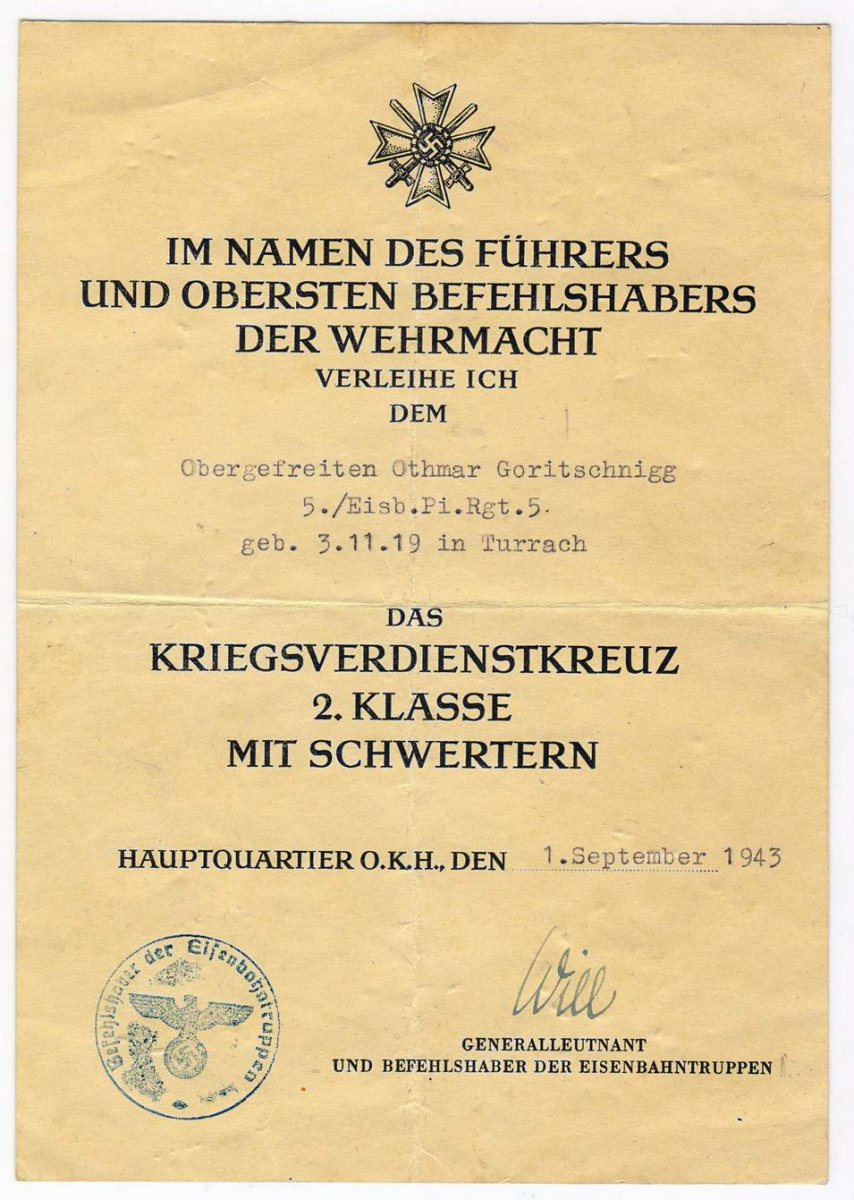 IM NAMEN DES FÜHRERS
UND OBERSTEN BEFEHLSHABERS
DER WEHRMACHT
VERLEIHE ICH
DEM
Obergefreiten Othmar Goritschnigg
5./Eisb.Pi.Rgt.5.
geb. 3.11.19 in Turrach
DAS
KRIEGSVERDIENSTKREUZ
2. KLASSE
MIT SCHWERTERN
HAUPTQUARTIER O.K.H., DEN 1.September 1943
Befehlshaber der Eisenbahntruppen
Will
GENERALLEUTNANT
UND BEFEHLSHABER DER EISENBAHNTRUPPEN